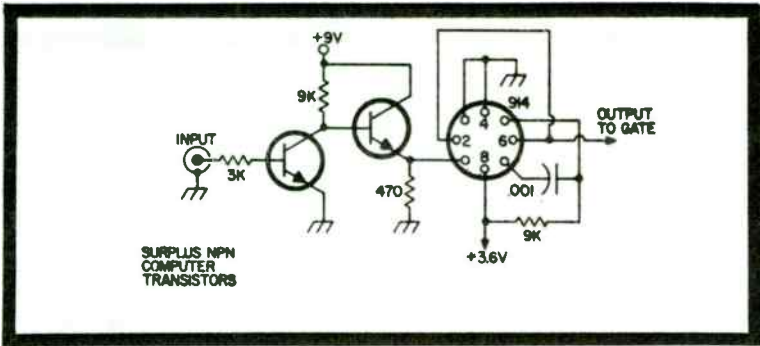 +9V
9K
914
4
OUTPUT
TO GATE
INPUT
2
6
3K
8
470
.001
9K
+3.6V
SURPLUS NPN
COMPUTER
TRANSISTORS